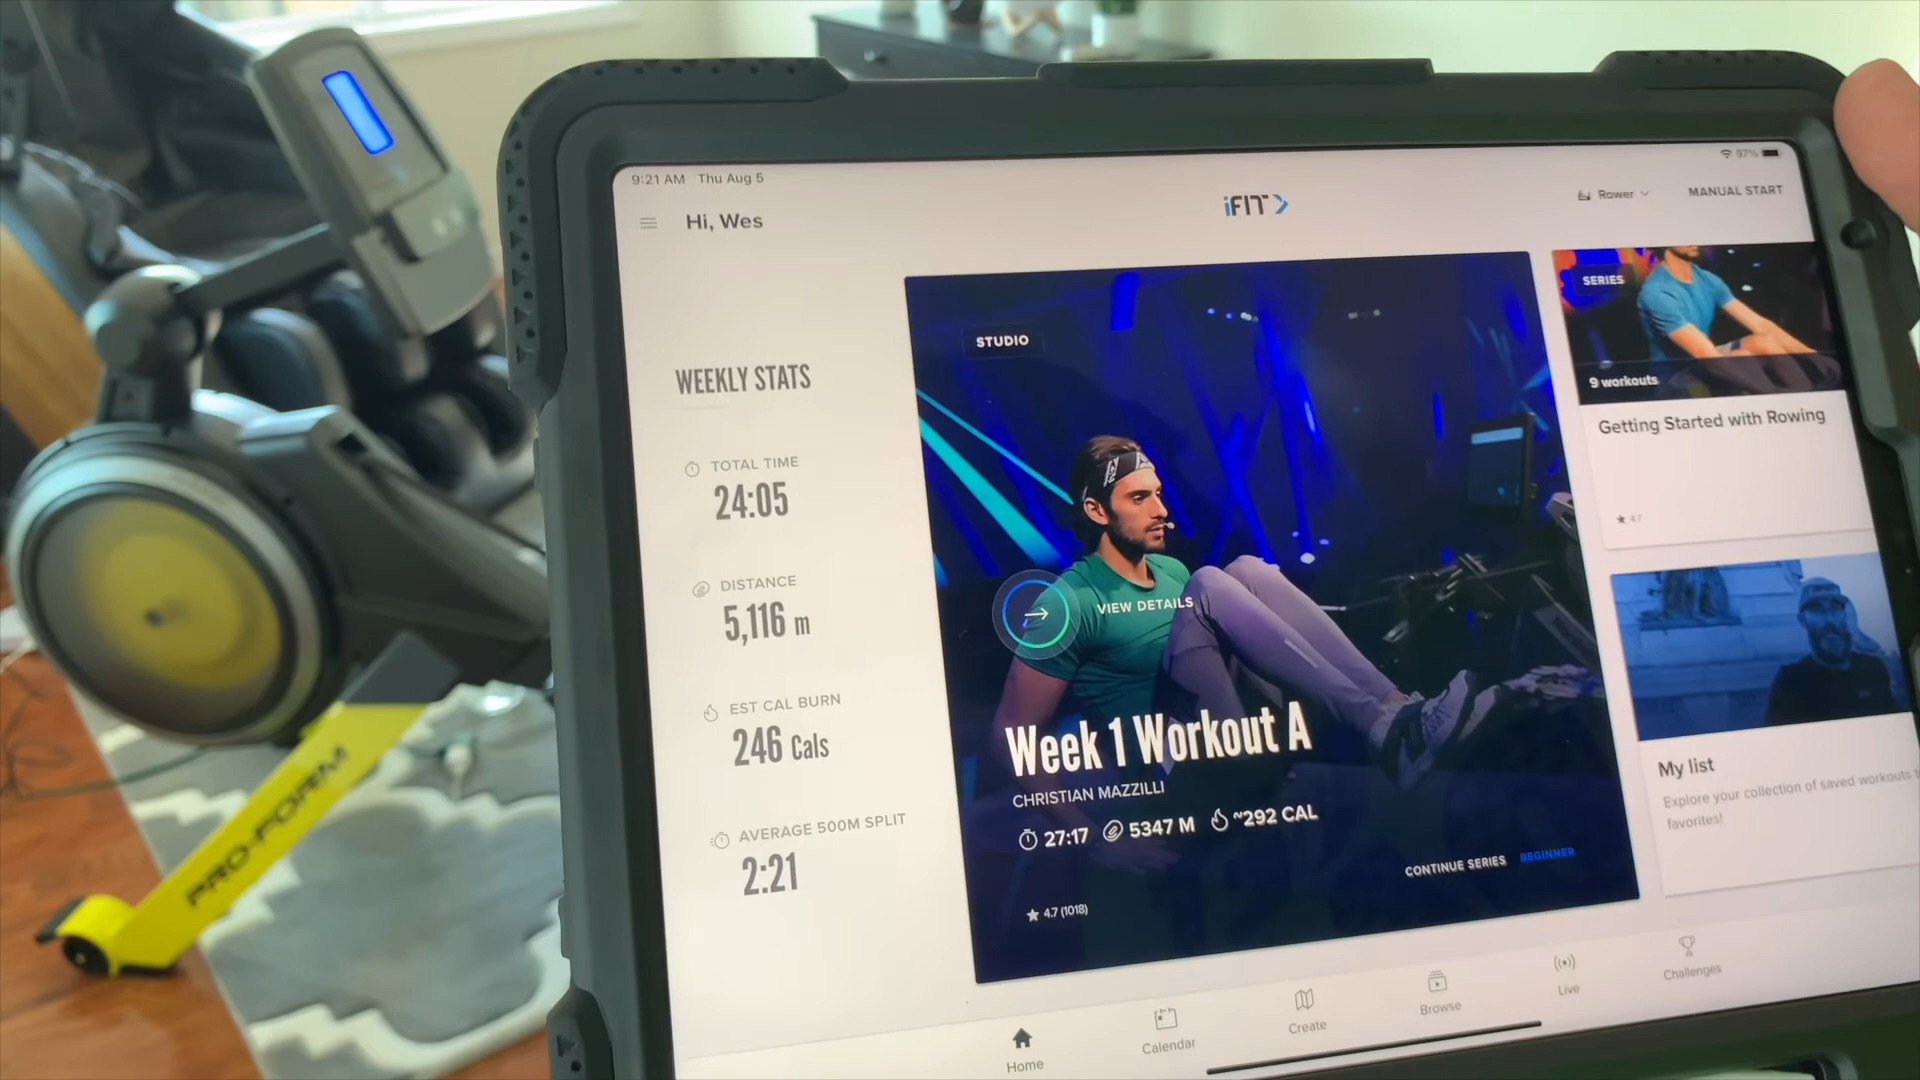 9:21 AM Thu Aug 5
97%
Hi, Wes
iFIT
Rower
MANUAL START
WEEKLY STATS
TOTAL TIME
24:05
DISTANCE
5,116 m
EST CAL BURN
246 Cals
AVERAGE 500M SPLIT
2:21
STUDIO
VIEW DETAILS
Week 1 Workout A
CHRISTIAN MAZZILLI
27:17 5347 M ~292 CAL
CONTINUE SERIES BEGINNER
4.7 (1018)
SERIES
9 workouts
Getting Started with Rowing
4.7
My list
Explore your collection of saved workouts
favorites!
Home
Calendar
Create
Browse
Live
Challenges
PRO-FORM